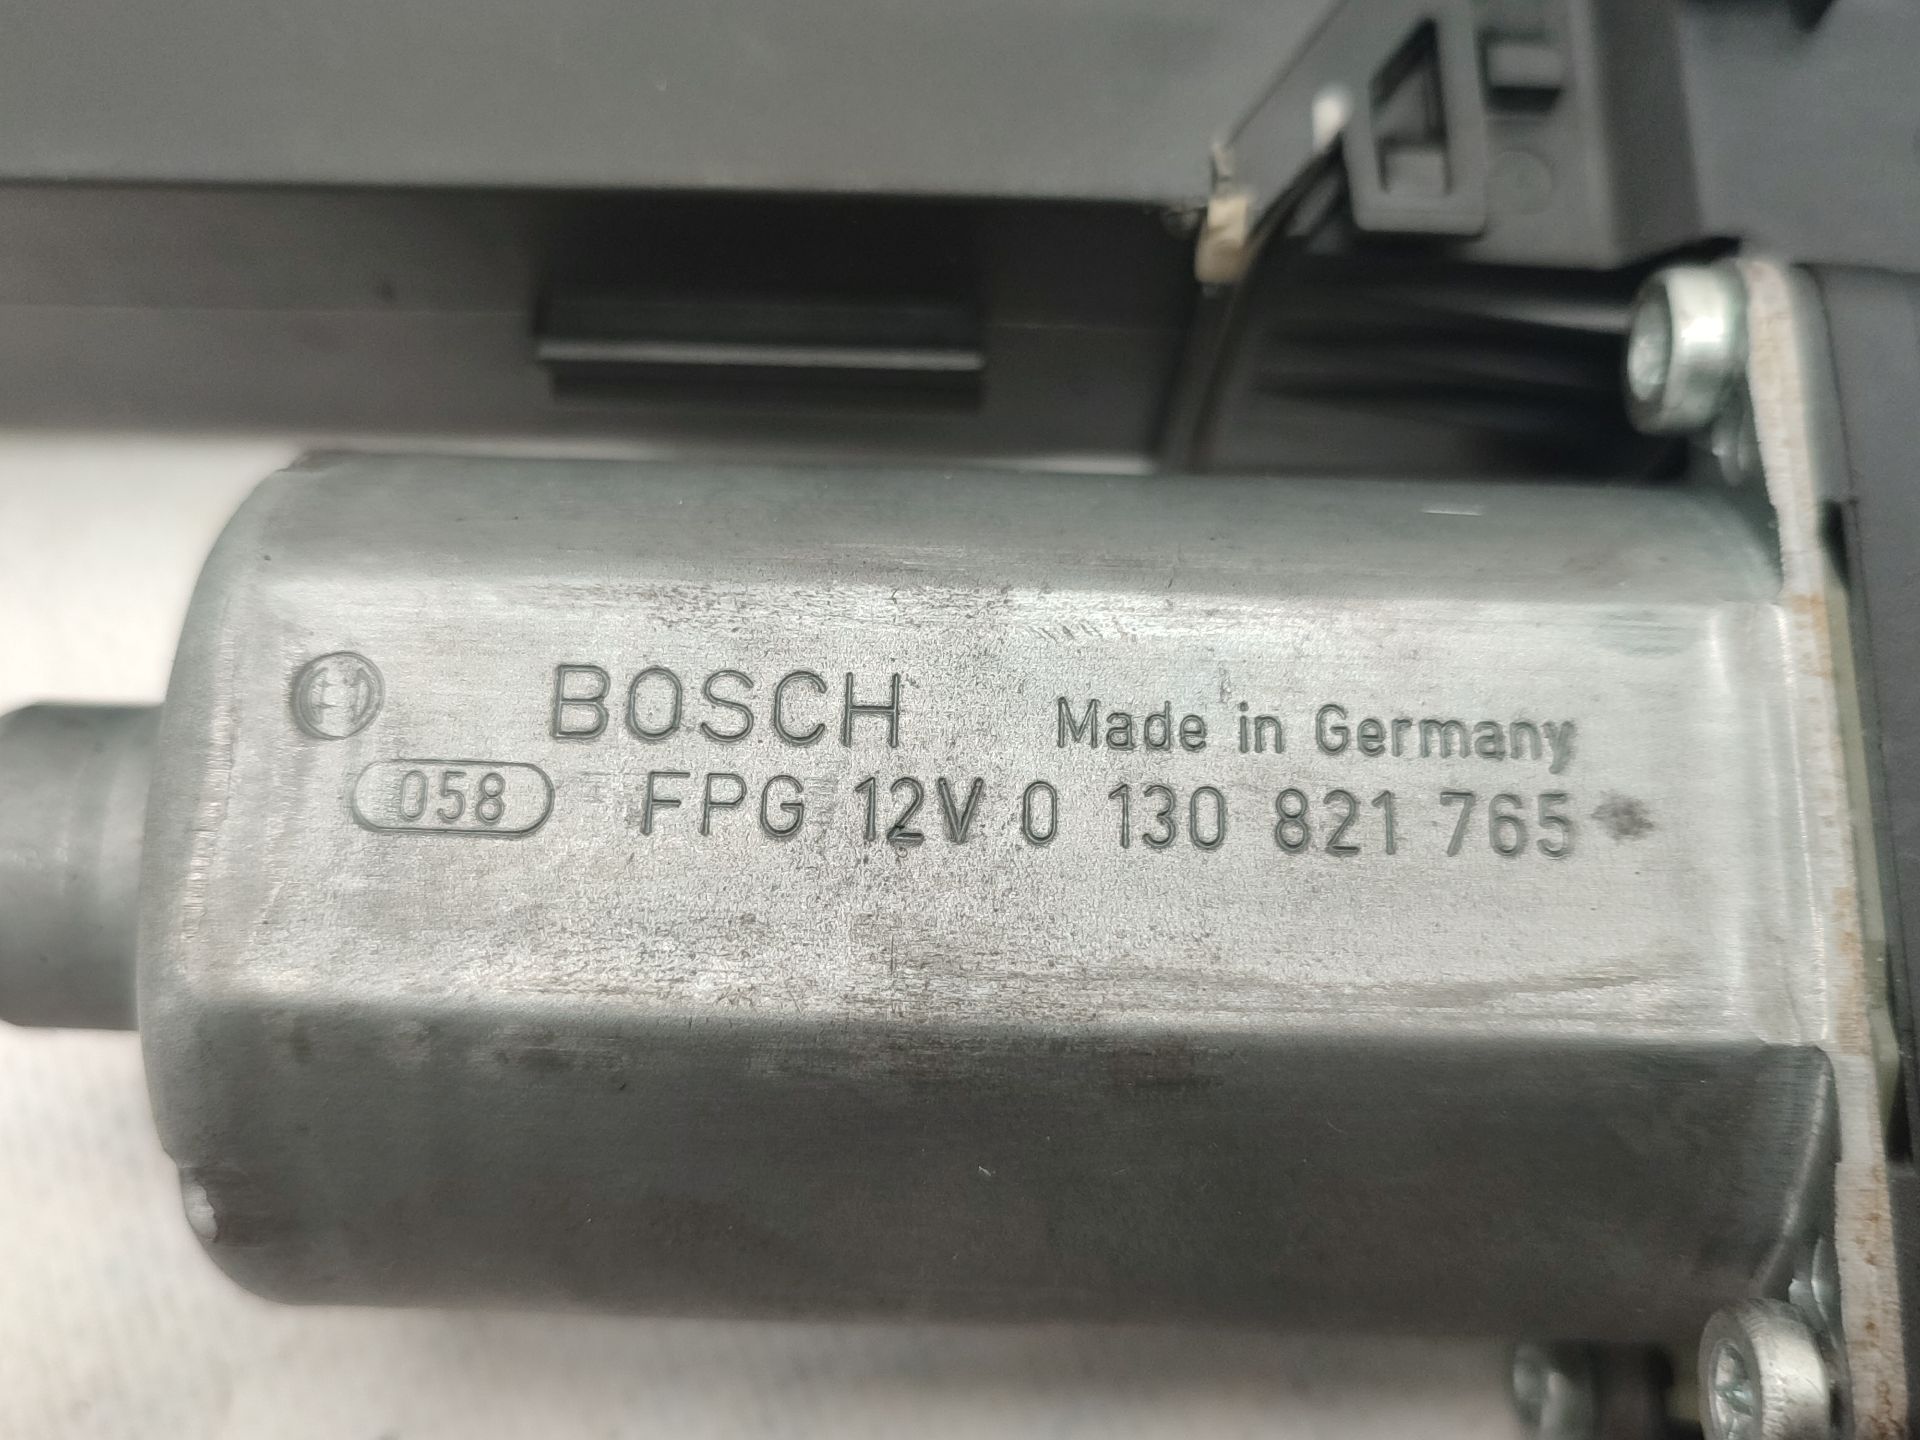 BOSCH Made in Germany
058 FPG 12V 0 130 821 765